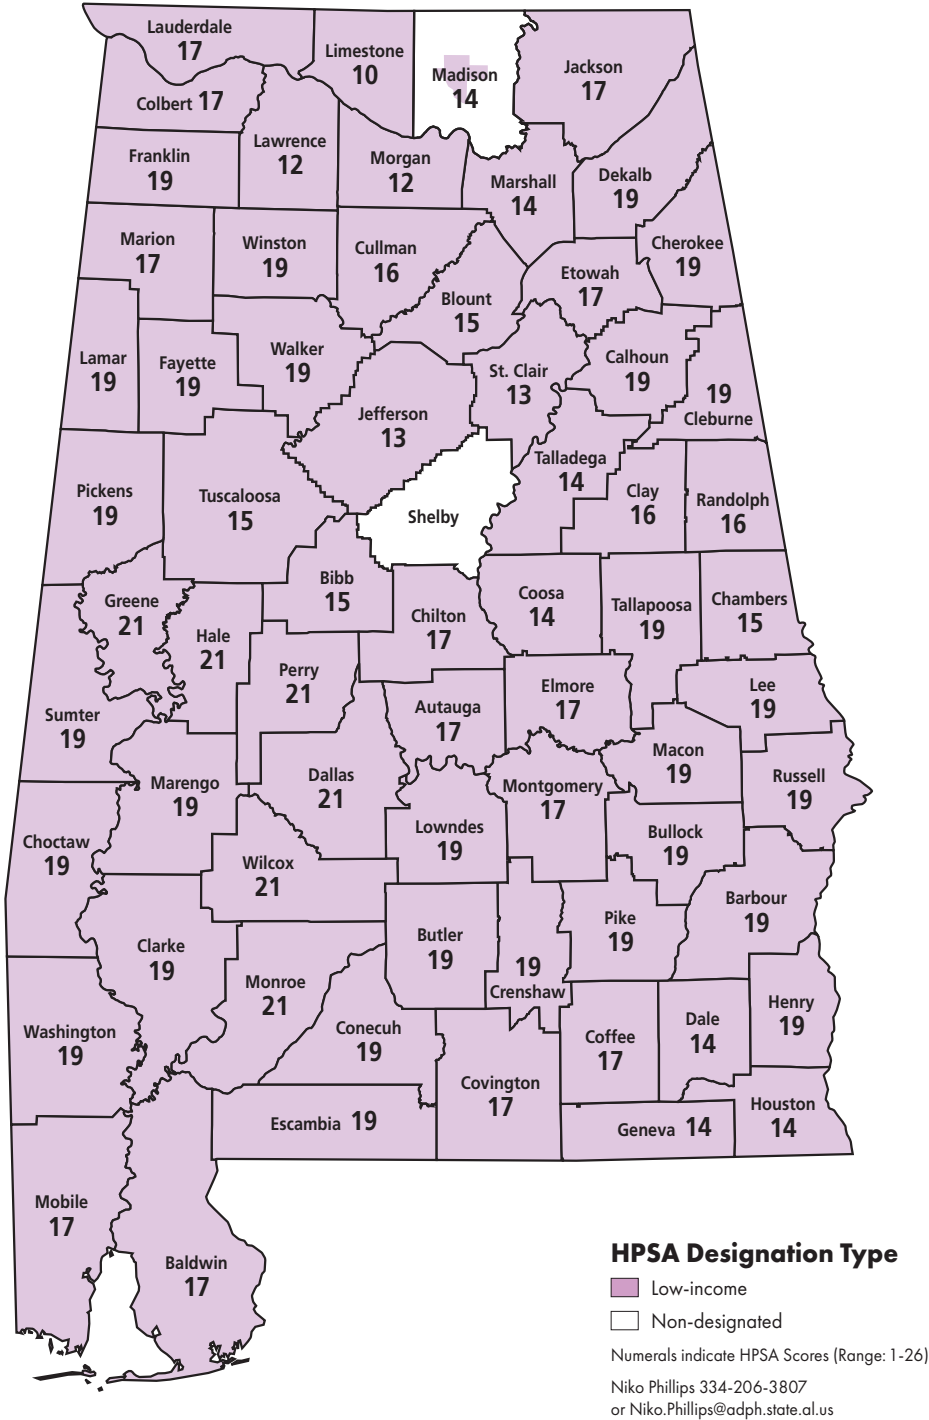 Lauderdale
17
Limestone
10
Madison
14
Jackson
17
Colbert 17
Lawrence
12
Franklin
19
Morgan
12
Marshall
14
Dekalb
19
Marion
17
Winston
19
Cullman
16
Cherokee
19
Etowah
17
Blount
15
Lamar
19
Fayette
19
Walker
19
St. Clair
13
Calhoun
19
19
Cleburne
Jefferson
13
Talladega
14
Pickens
19
Tuscaloosa
15
Shelby
Clay
16
Randolph
16
Greene
21
Bibb
15
Coosa
14
Tallapoosa
19
Chambers
15
Hale
21
Chilton
17
Perry
21
Elmore
17
Lee
19
Sumter
19
Autauga
17
Macon
19
Marengo
19
Dallas
21
Montgomery
17
Russell
19
Choctaw
19
Lowndes
19
Bullock
19
Wilcox
21
Barbour
19
Clarke
19
Butler
19
19
Crenshaw
Pike
19
Monroe
21
Henry
19
Washington
19
Conecuh
19
Coffee
17
Dale
14
Covington
17
Escambia 19
Geneva 14
Houston
14
Mobile
17
Baldwin
17
HPSA Designation Type
Low-income
Non-designated
Numerals indicate HPSA Scores (Range: 1-26)
Niko Phillips 334-206-3807
or Niko.Phillips@adph.state.al.us